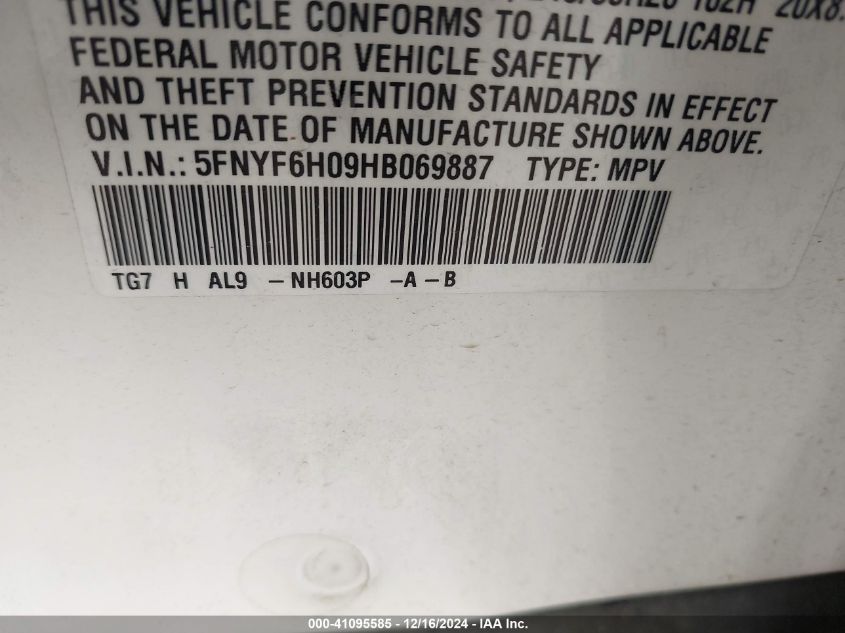 20X8.
THIS VEHICLE CONFORMS TO ALL APPLICABLE
FEDERAL MOTOR VEHICLE SAFETY
AND THEFT PREVENTION STANDARDS IN EFFECT
ON THE DATE OF MANUFACTURE SHOWN ABOVE.
V.I.N.: 5FNYF6H09HB069887 TYPE: MPV
TG7 H AL9 - NH603P -A - B
000-41095585 - 12/16/2024 - IAA Inc.